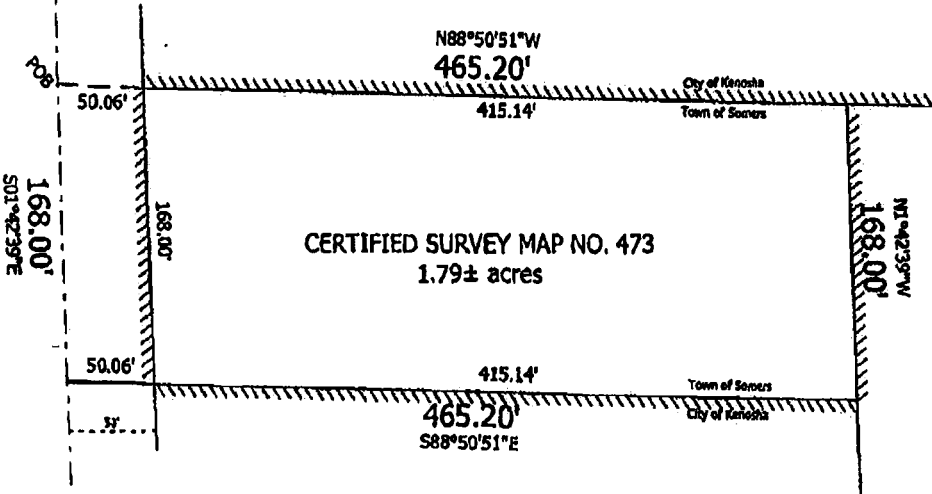 N88°50'51"W
465.20'
POB
City of Kenosha
50.06'
415.14'
Town of Somers
168.00'
S01°42'39"E
168.00'
N1°42'39"W
168.00'
CERTIFIED SURVEY MAP NO. 473
1.79± acres
50.06'
415.14'
Town of Somers
465.20'
City of Kenosha
S88°50'51"E